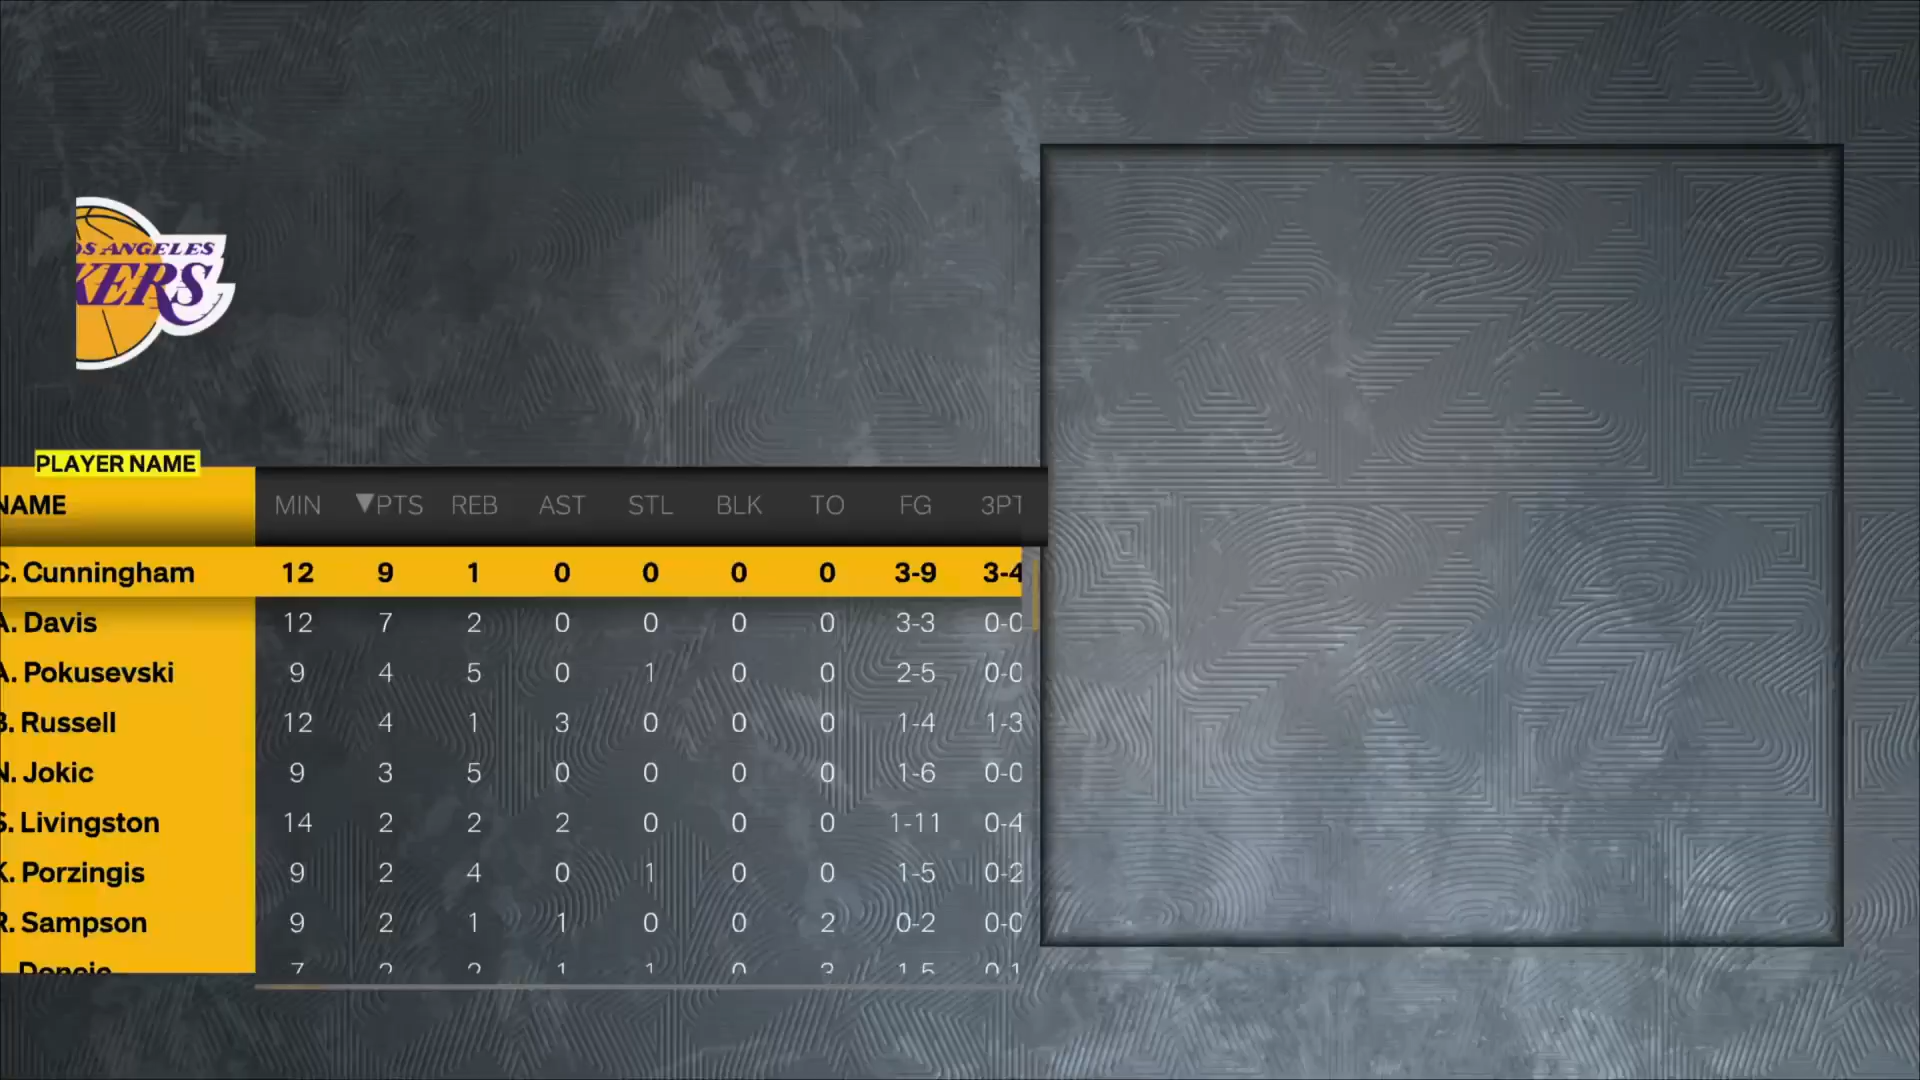 OS ANGELES
KERS
PLAYER NAME
NAME MIN ▼PTS REB AST STL BLK TO FG 3PT
C. Cunningham 12 9 1 0 0 0 0 3-9 3-4
A. Davis 12 7 2 0 0 0 0 3-3 0-0
A. Pokusevski 9 4 5 0 1 0 0 2-5 0-0
B. Russell 12 4 1 3 0 0 0 1-4 1-3
N. Jokic 9 3 5 0 0 0 0 1-6 0-0
S. Livingston 14 2 2 2 0 0 0 1-11 0-4
K. Porzingis 9 2 4 0 1 0 0 1-5 0-2
R. Sampson 9 2 1 1 0 0 2 0-2 0-0